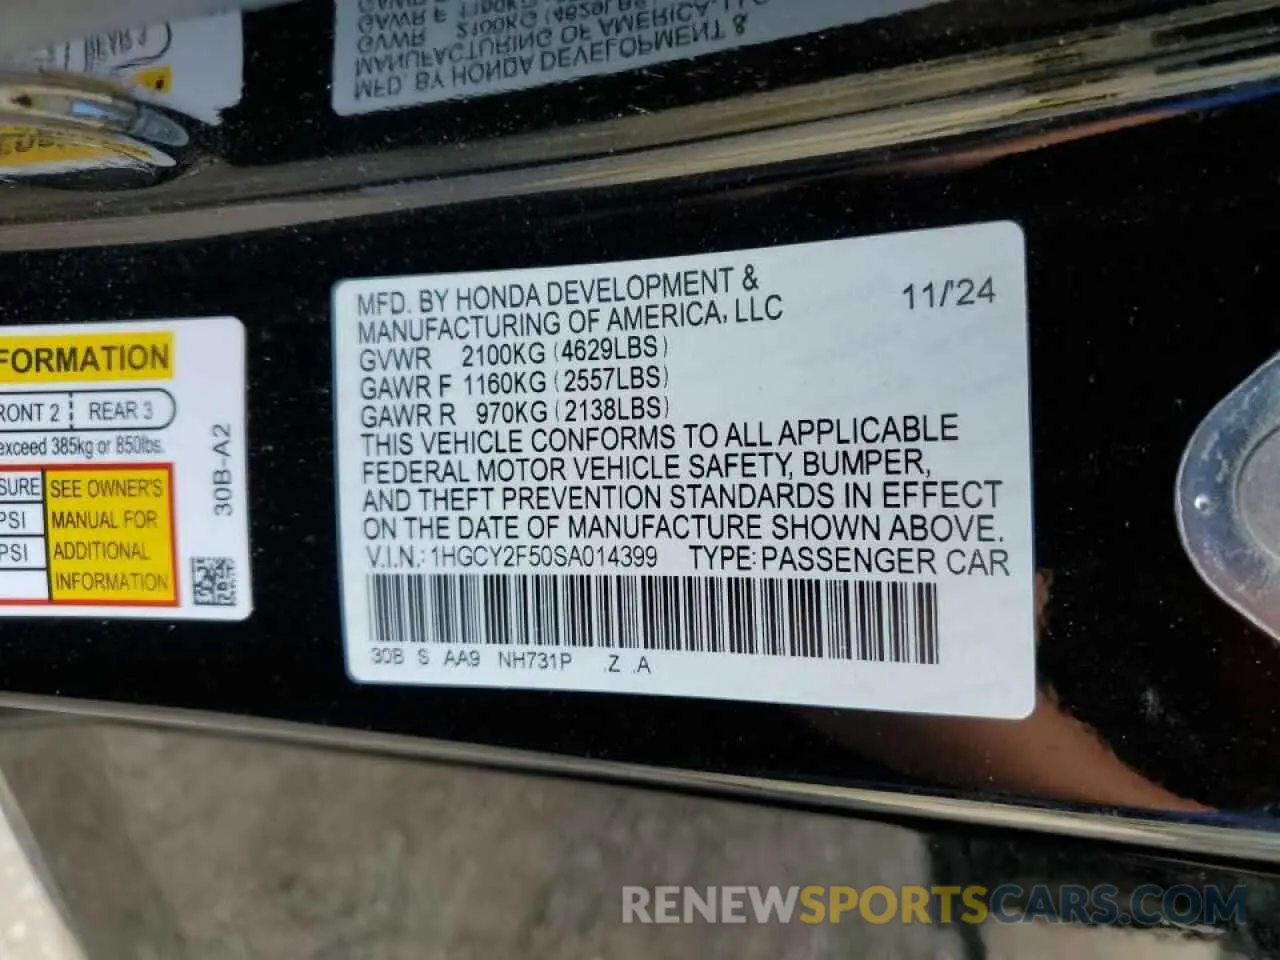 MFD. BY HONDA DEVELOPMENT &
MANUFACTURING OF AMERICA, LLC
11/'24
GVWR 2100KG (4629LBS)
GAWR F 1160KG (2557LBS)
GAWR R 970KG (2138LBS)
THIS VEHICLE CONFORMS TO ALL APPLICABLE
FEDERAL MOTOR VEHICLE SAFETY, BUMPER,
AND THEFT PREVENTION STANDARDS IN EFFECT
ON THE DATE OF MANUFACTURE SHOWN ABOVE.
V.I.N.: 1HGCY2F50SA014399 TYPE: PASSENGER CAR
30B S AA9 NH731P .Z .A
FORMATION
RONT 2 REAR 3
exceed 385kg or 850lbs.
SURE
PSI
PSI
SEE OWNER'S
MANUAL FOR
ADDITIONAL
INFORMATION
30B-A2
RENEWSPORTSCARS.COM